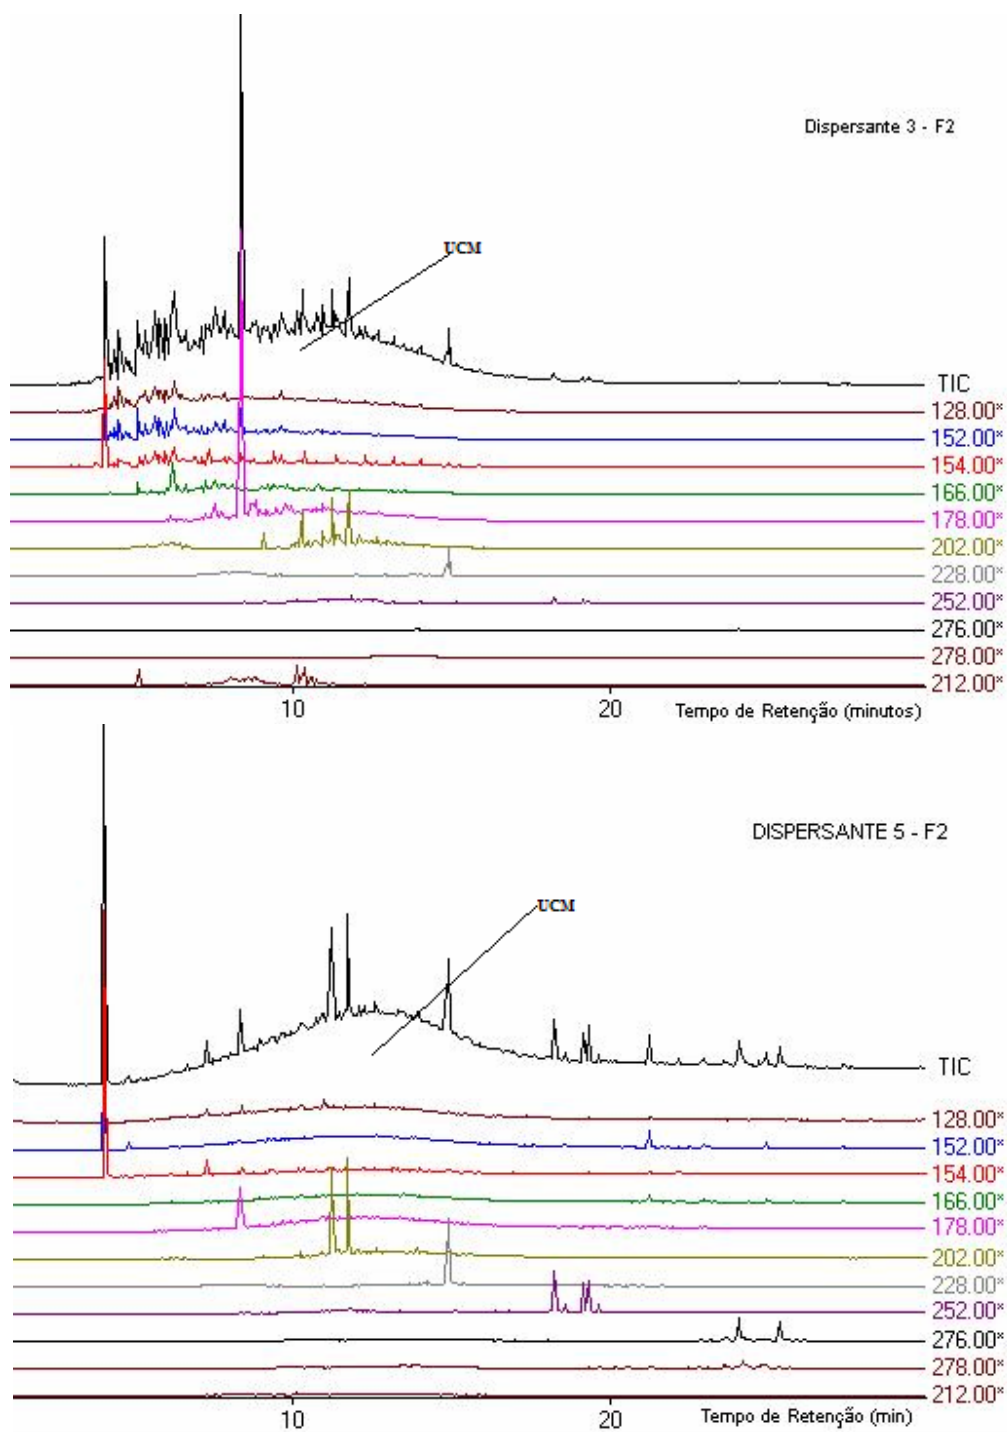 Dispersante 3 - F2
UCM
TIC
128.00*
152.00*
154.00*
166.00*
178.00*
202.00*
228.00*
252.00*
276.00*
278.00*
212.00*
10 20 Tempo de Retenção (minutos)
DISPERSANTE 5 - F2
UCM
TIC
128.00*
152.00*
154.00*
166.00*
178.00*
202.00*
228.00*
252.00*
276.00*
278.00*
212.00*
10 20 Tempo de Retenção (min)